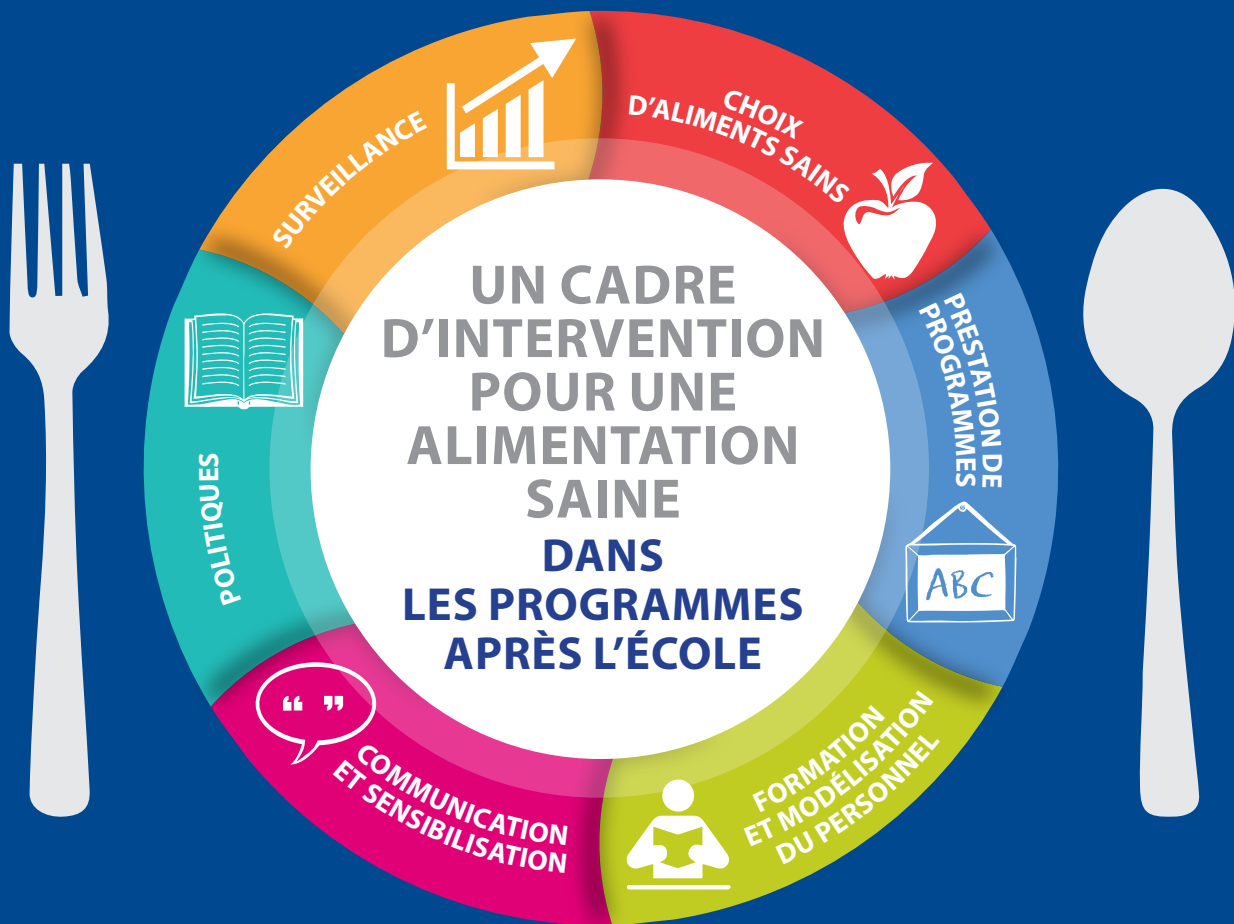 UN CADRE
D'INTERVENTION
POUR UNE
ALIMENTATION
SAINE
DANS
LES PROGRAMMES
APRÈS L'ÉCOLE
CHOIX
D'ALIMENTS SAINS
PRESTATION DE
PROGRAMMES
ABC
FORMATION
ET MODÉLISATION
DU PERSONNEL
COMMUNICATION
ET SENSIBILISATION
“ ”
POLITIQUES
SURVEILLANCE